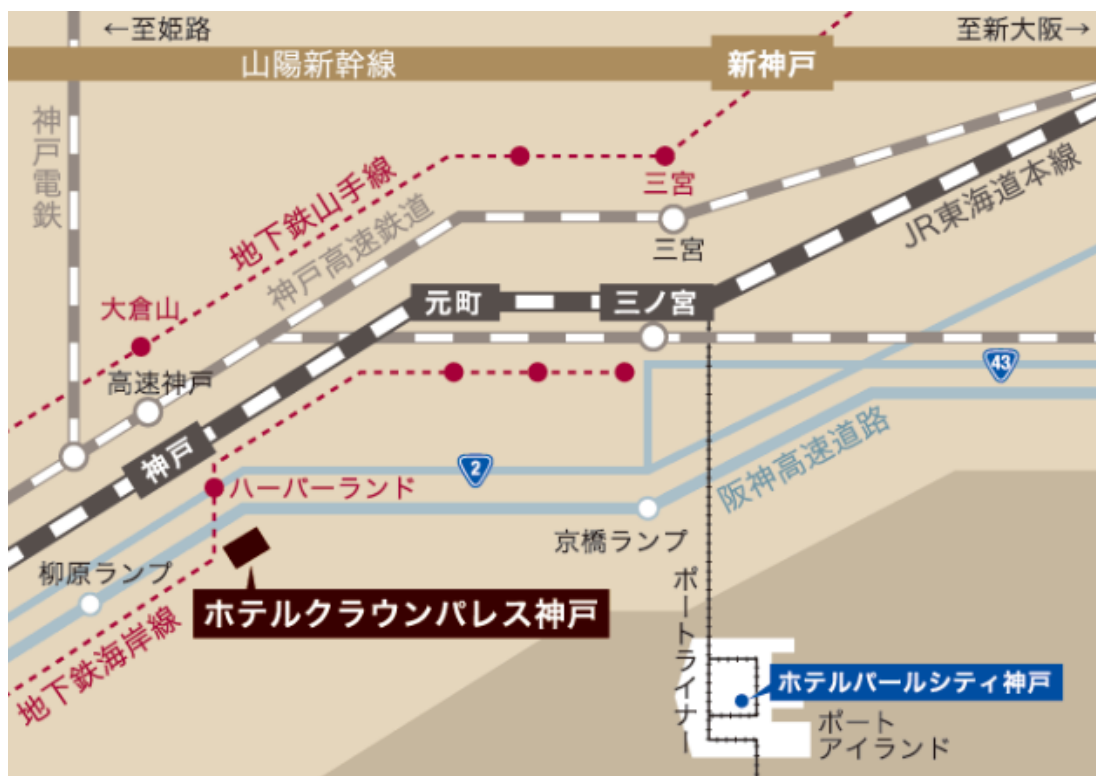 ←至姫路
至新大阪→
山陽新幹線
新神戸
神戸電鉄
地下鉄山手線
三宮
神戸高速鉄道
三宮
JR東海道本線
大倉山
元町
三ノ宮
高速神戸
43
神戸
2
阪神高速道路
ハーバーランド
京橋ランプ
柳原ランプ
ホテルクラウンパレス神戸
ポートライナー
地下鉄海岸線
ホテルパールシティ神戸
ポート
アイランド